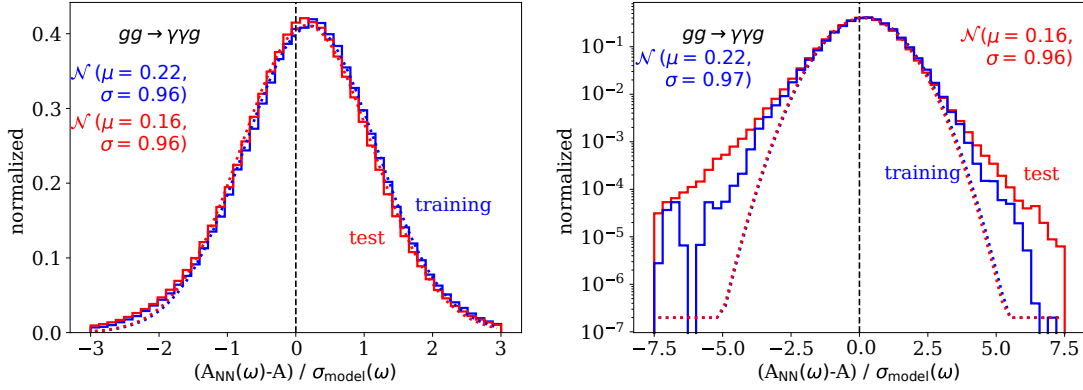 gg → γγg
N (μ = 0.22,
σ = 0.96)
N (μ = 0.16,
σ = 0.96)
training
test
normalized
0.4
0.3
0.2
0.1
0.0
−3 −2 −1 0 1 2 3
(A_NN(ω)-A) / σ_model(ω)
gg → γγg
N (μ = 0.22,
σ = 0.97)
N (μ = 0.16,
σ = 0.96)
training
test
normalized
10⁻¹
10⁻²
10⁻³
10⁻⁴
10⁻⁵
10⁻⁶
10⁻⁷
−7.5 −5.0 −2.5 0.0 2.5 5.0 7.5
(A_NN(ω)-A) / σ_model(ω)